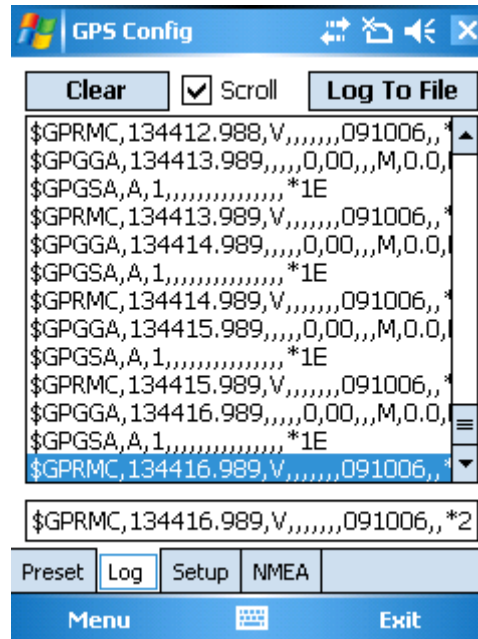 GPS Config
Clear Scroll Log To File
$GPRMC,134412.988,V,,,,,,,091006,,*
$GPGGA,134413.989,,,,,0,00,,,M,0.0,
$GPGSA,A,1,,,,,,,,,,,,,,,*1E
$GPRMC,134413.989,V,,,,,,,091006,,*
$GPGGA,134414.989,,,,,0,00,,,M,0.0,
$GPGSA,A,1,,,,,,,,,,,,,,,*1E
$GPRMC,134414.989,V,,,,,,,091006,,*
$GPGGA,134415.989,,,,,0,00,,,M,0.0,
$GPGSA,A,1,,,,,,,,,,,,,,,*1E
$GPRMC,134415.989,V,,,,,,,091006,,*
$GPGGA,134416.989,,,,,0,00,,,M,0.0,
$GPGSA,A,1,,,,,,,,,,,,,,,*1E
$GPRMC,134416.989,V,,,,,,,091006,,*
$GPRMC,134416.989,V,,,,,,,091006,,*2
Preset Log Setup NMEA
Menu Exit